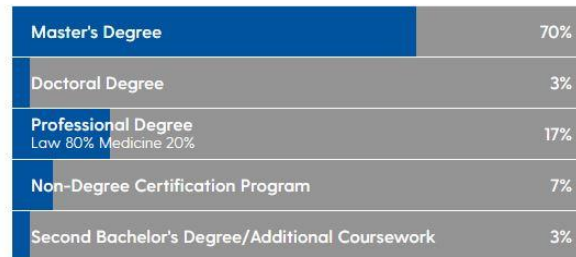 Master's Degree 70%
Doctoral Degree 3%
Professional Degree 17%
Law 80% Medicine 20%
Non-Degree Certification Program 7%
Second Bachelor's Degree/Additional Coursework 3%